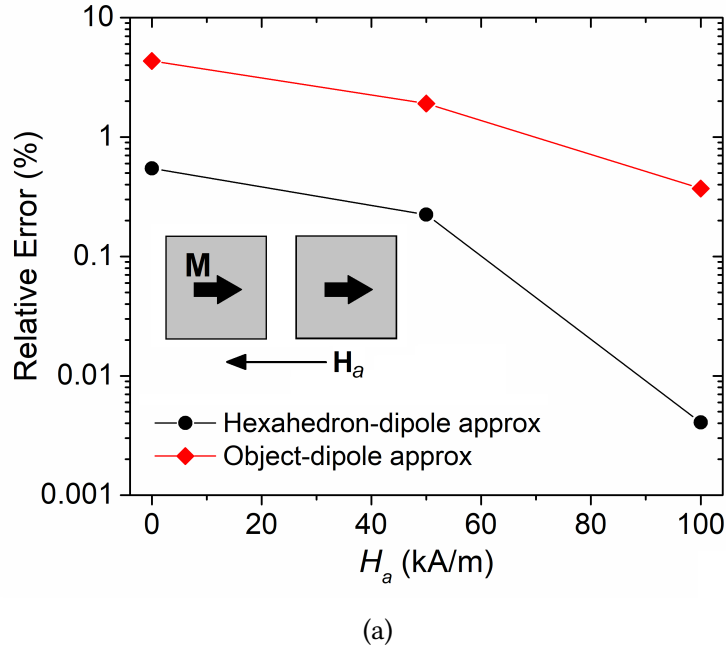 10
1
0.1
0.01
0.001
Relative Error (%)
M
Hₐ
Hexahedron-dipole approx
Object-dipole approx
0 20 40 60 80 100
Hₐ (kA/m)
(a)